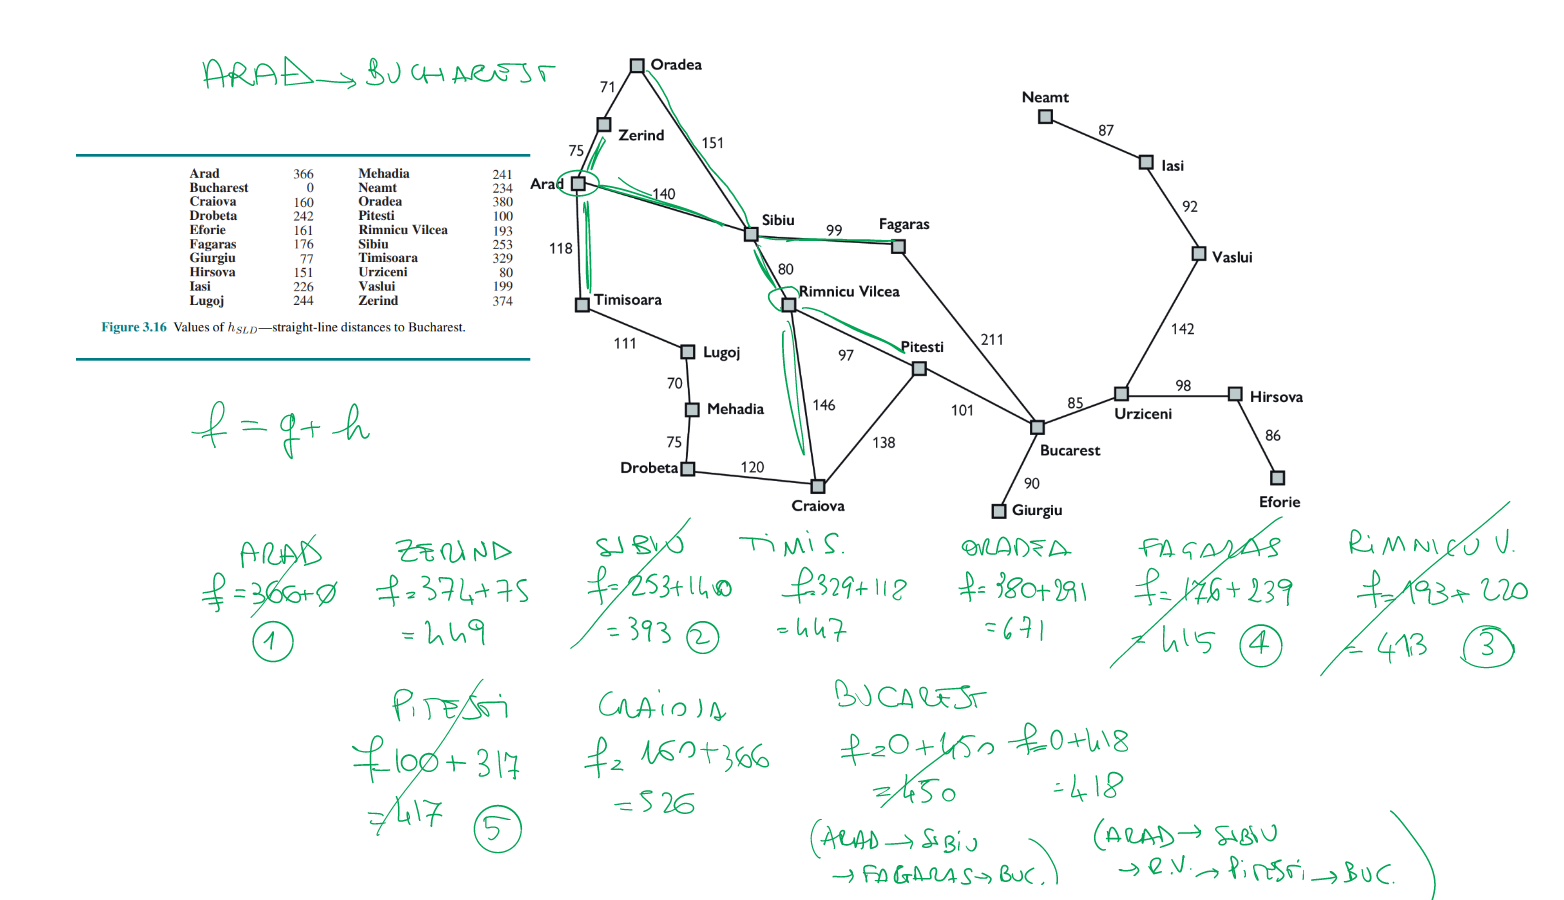 ARAD → BUCHAREST
Arad 366 Mehadia 241
Bucharest 0 Neamt 234
Craiova 160 Oradea 380
Drobeta 242 Pitesti 100
Eforie 161 Rimnicu Vilcea 193
Fagaras 176 Sibiu 253
Giurgiu 77 Timisoara 329
Hirsova 151 Urziceni 80
Iasi 226 Vaslui 199
Lugoj 244 Zerind 374
Figure 3.16 Values of hSLD—straight-line distances to Bucharest.
Oradea
71
Zerind
75
151
Arad
140
Sibiu
99
Fagaras
118
80
Timisoara
Rimnicu Vilcea
111
Lugoj
97
Pitesti
211
70
Mehadia
146
101
75
138
Drobeta
120
Craiova
Neamt
87
Iasi
92
Vaslui
142
85
98
Hirsova
Urziceni
86
Bucarest
90
Eforie
Giurgiu
f = g + h
ARAD ZERIND SIBIU TIMIS. ORADEA FAGARAS RIMNICU V.
f=366+0 f=374+75 f=253+140 f=329+118 f=380+291 f=176+239 f=193+220
1 =449 =393 2 =447 =671 =415 4 =413 3
PITESTI CRAIOVA BUCAREST
f=100+317 f=160+366 f=0+450 f=0+418
=417 5 =526 =450 =418
(ARAD → SIBIU (ARAD → SIBIU
→ FAGARAS → BUC.) → R.V. → PITESTI → BUC.)